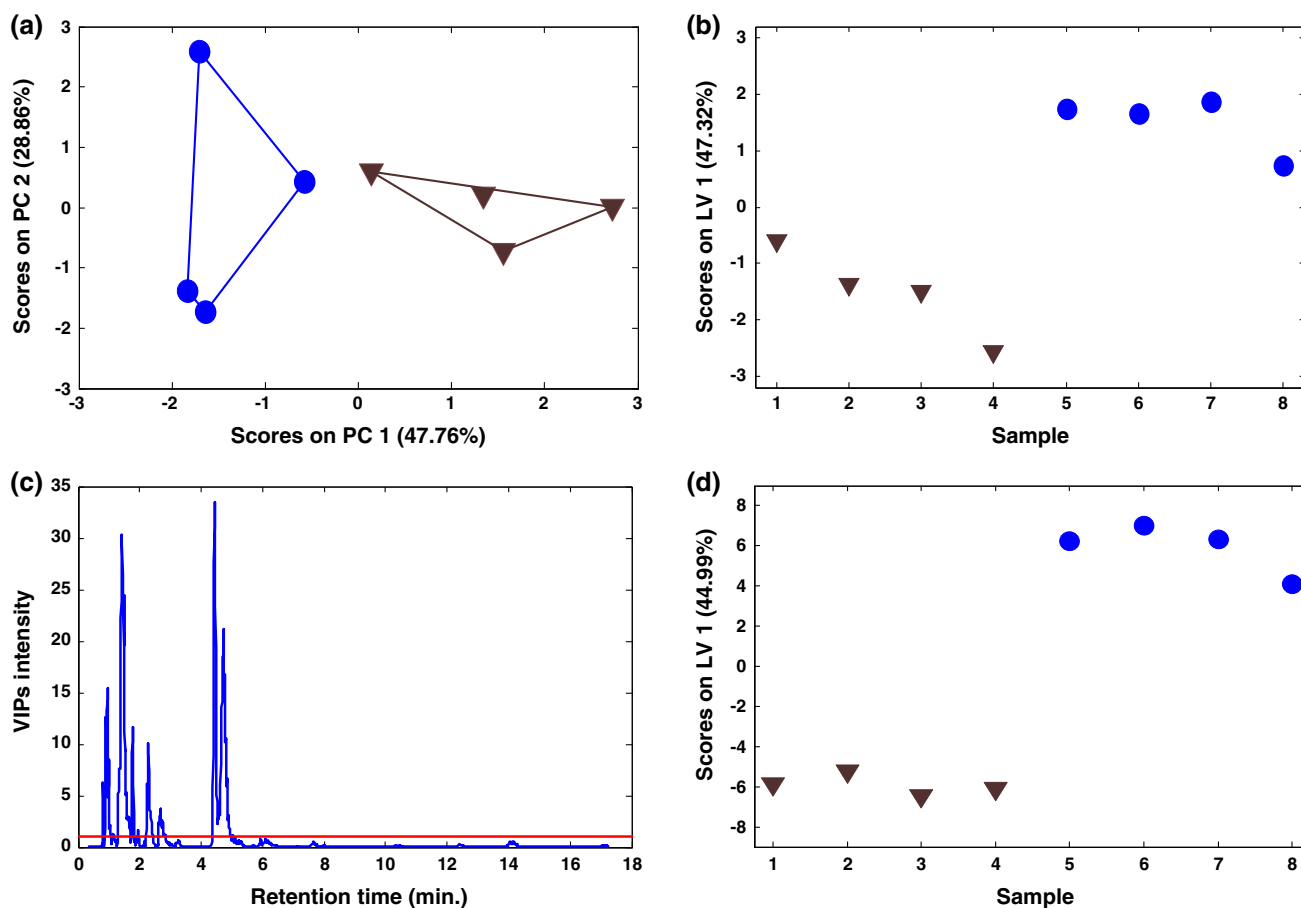 (a)
3
2
1
0
-1
-2
-3
Scores on PC 2 (28.86%)
-3 -2 -1 0 1 2 3
Scores on PC 1 (47.76%)
(b)
3
2
1
0
-1
-2
-3
Scores on LV 1 (47.32%)
1 2 3 4 5 6 7 8
Sample
(c)
35
30
25
20
15
10
5
0
VIPs intensity
0 2 4 6 8 10 12 14 16 18
Retention time (min.)
(d)
8
6
4
2
0
-2
-4
-6
-8
Scores on LV 1 (44.99%)
1 2 3 4 5 6 7 8
Sample